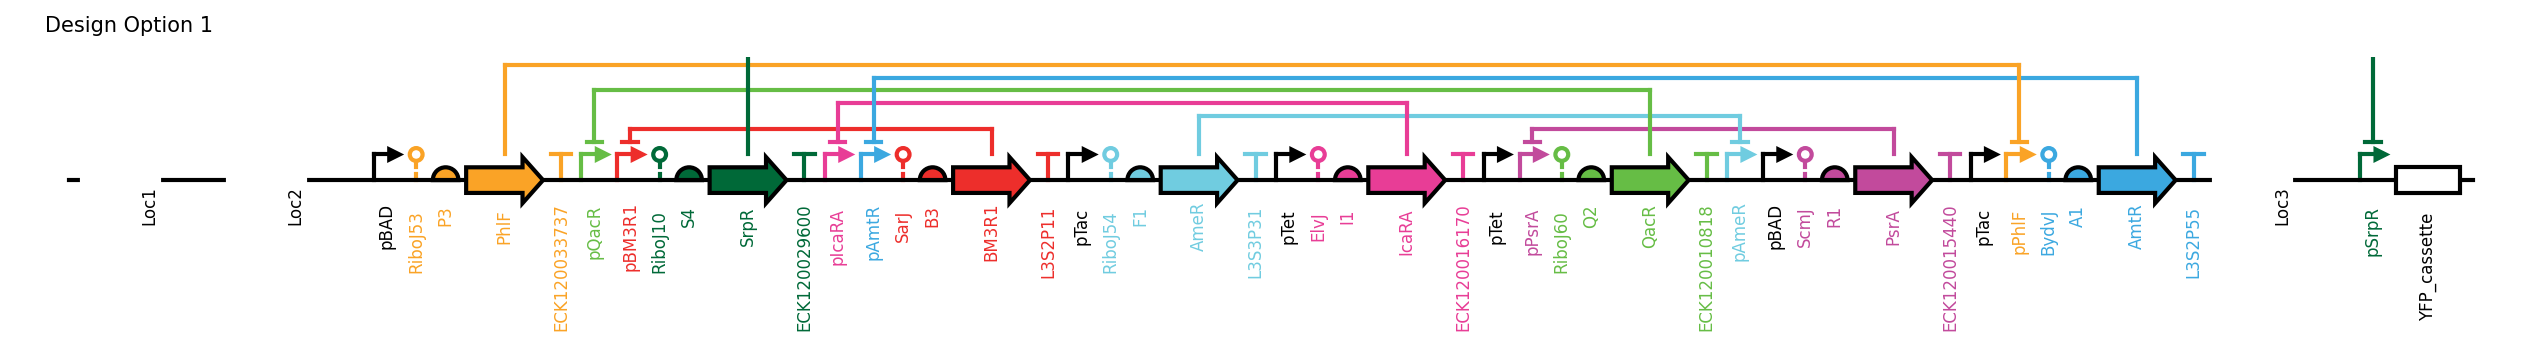 Design Option 1
Loc1
Loc2
pBAD
RiboJ53
P3
PhlF
ECK120033737
pQacR
pBM3R1
RiboJ10
S4
SrpR
ECK120029600
pIcaRA
pAmtR
SarJ
B3
BM3R1
L3S2P11
pTac
RiboJ54
F1
AmeR
L3S3P31
pTet
ElvJ
I1
IcaRA
ECK120016170
pTet
pPsrA
RiboJ60
Q2
QacR
ECK120010818
pAmeR
pBAD
ScmJ
R1
PsrA
ECK120015440
pTac
pPhlF
BydvJ
A1
AmtR
L3S2P55
Loc3
pSrpR
YFP_cassette